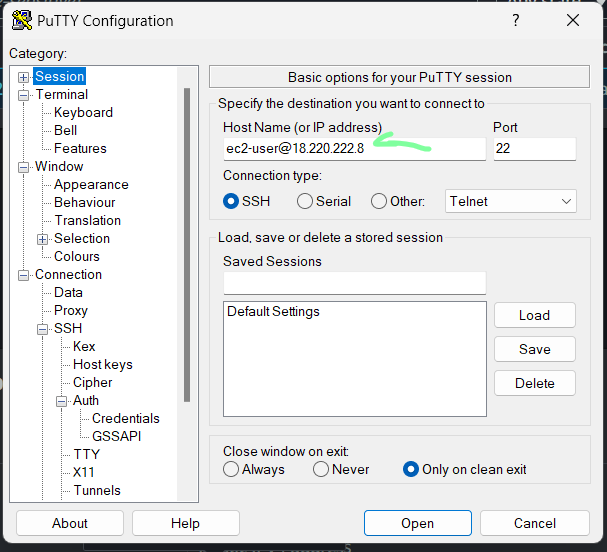 PuTTY Configuration
?
Category:
Session
Terminal
Keyboard
Bell
Features
Window
Appearance
Behaviour
Translation
Selection
Colours
Connection
Data
Proxy
SSH
Kex
Host keys
Cipher
Auth
Credentials
GSSAPI
TTY
X11
Tunnels
Basic options for your PuTTY session
Specify the destination you want to connect to
Host Name (or IP address) Port
ec2-user@18.220.222.8 22
Connection type:
SSH Serial Other: Telnet
Load, save or delete a stored session
Saved Sessions
Default Settings
Load
Save
Delete
Close window on exit:
Always Never Only on clean exit
About Help Open Cancel